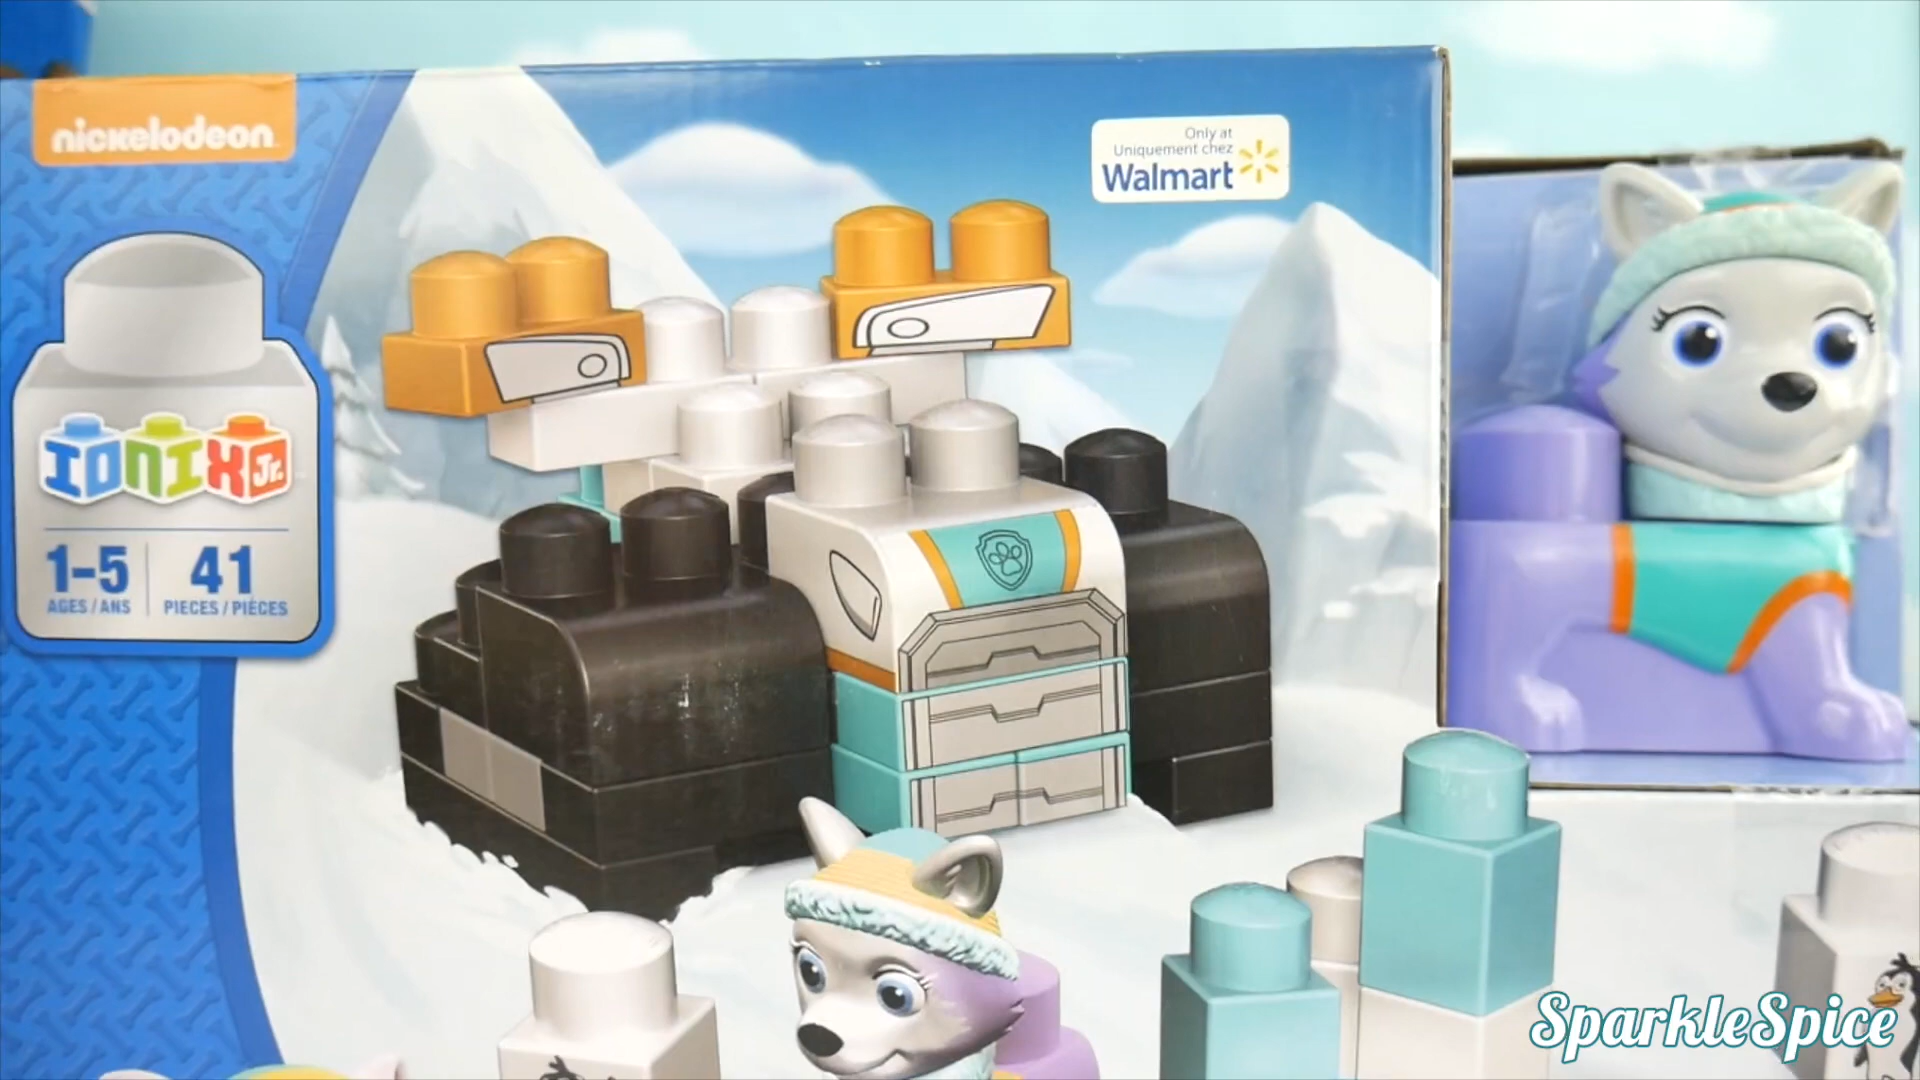 nickelodeon
Only at
Uniquement chez
Walmart
IONIX Jr.
1-5 41
AGES / ANS PIECES / PIÈCES
SparkleSpice